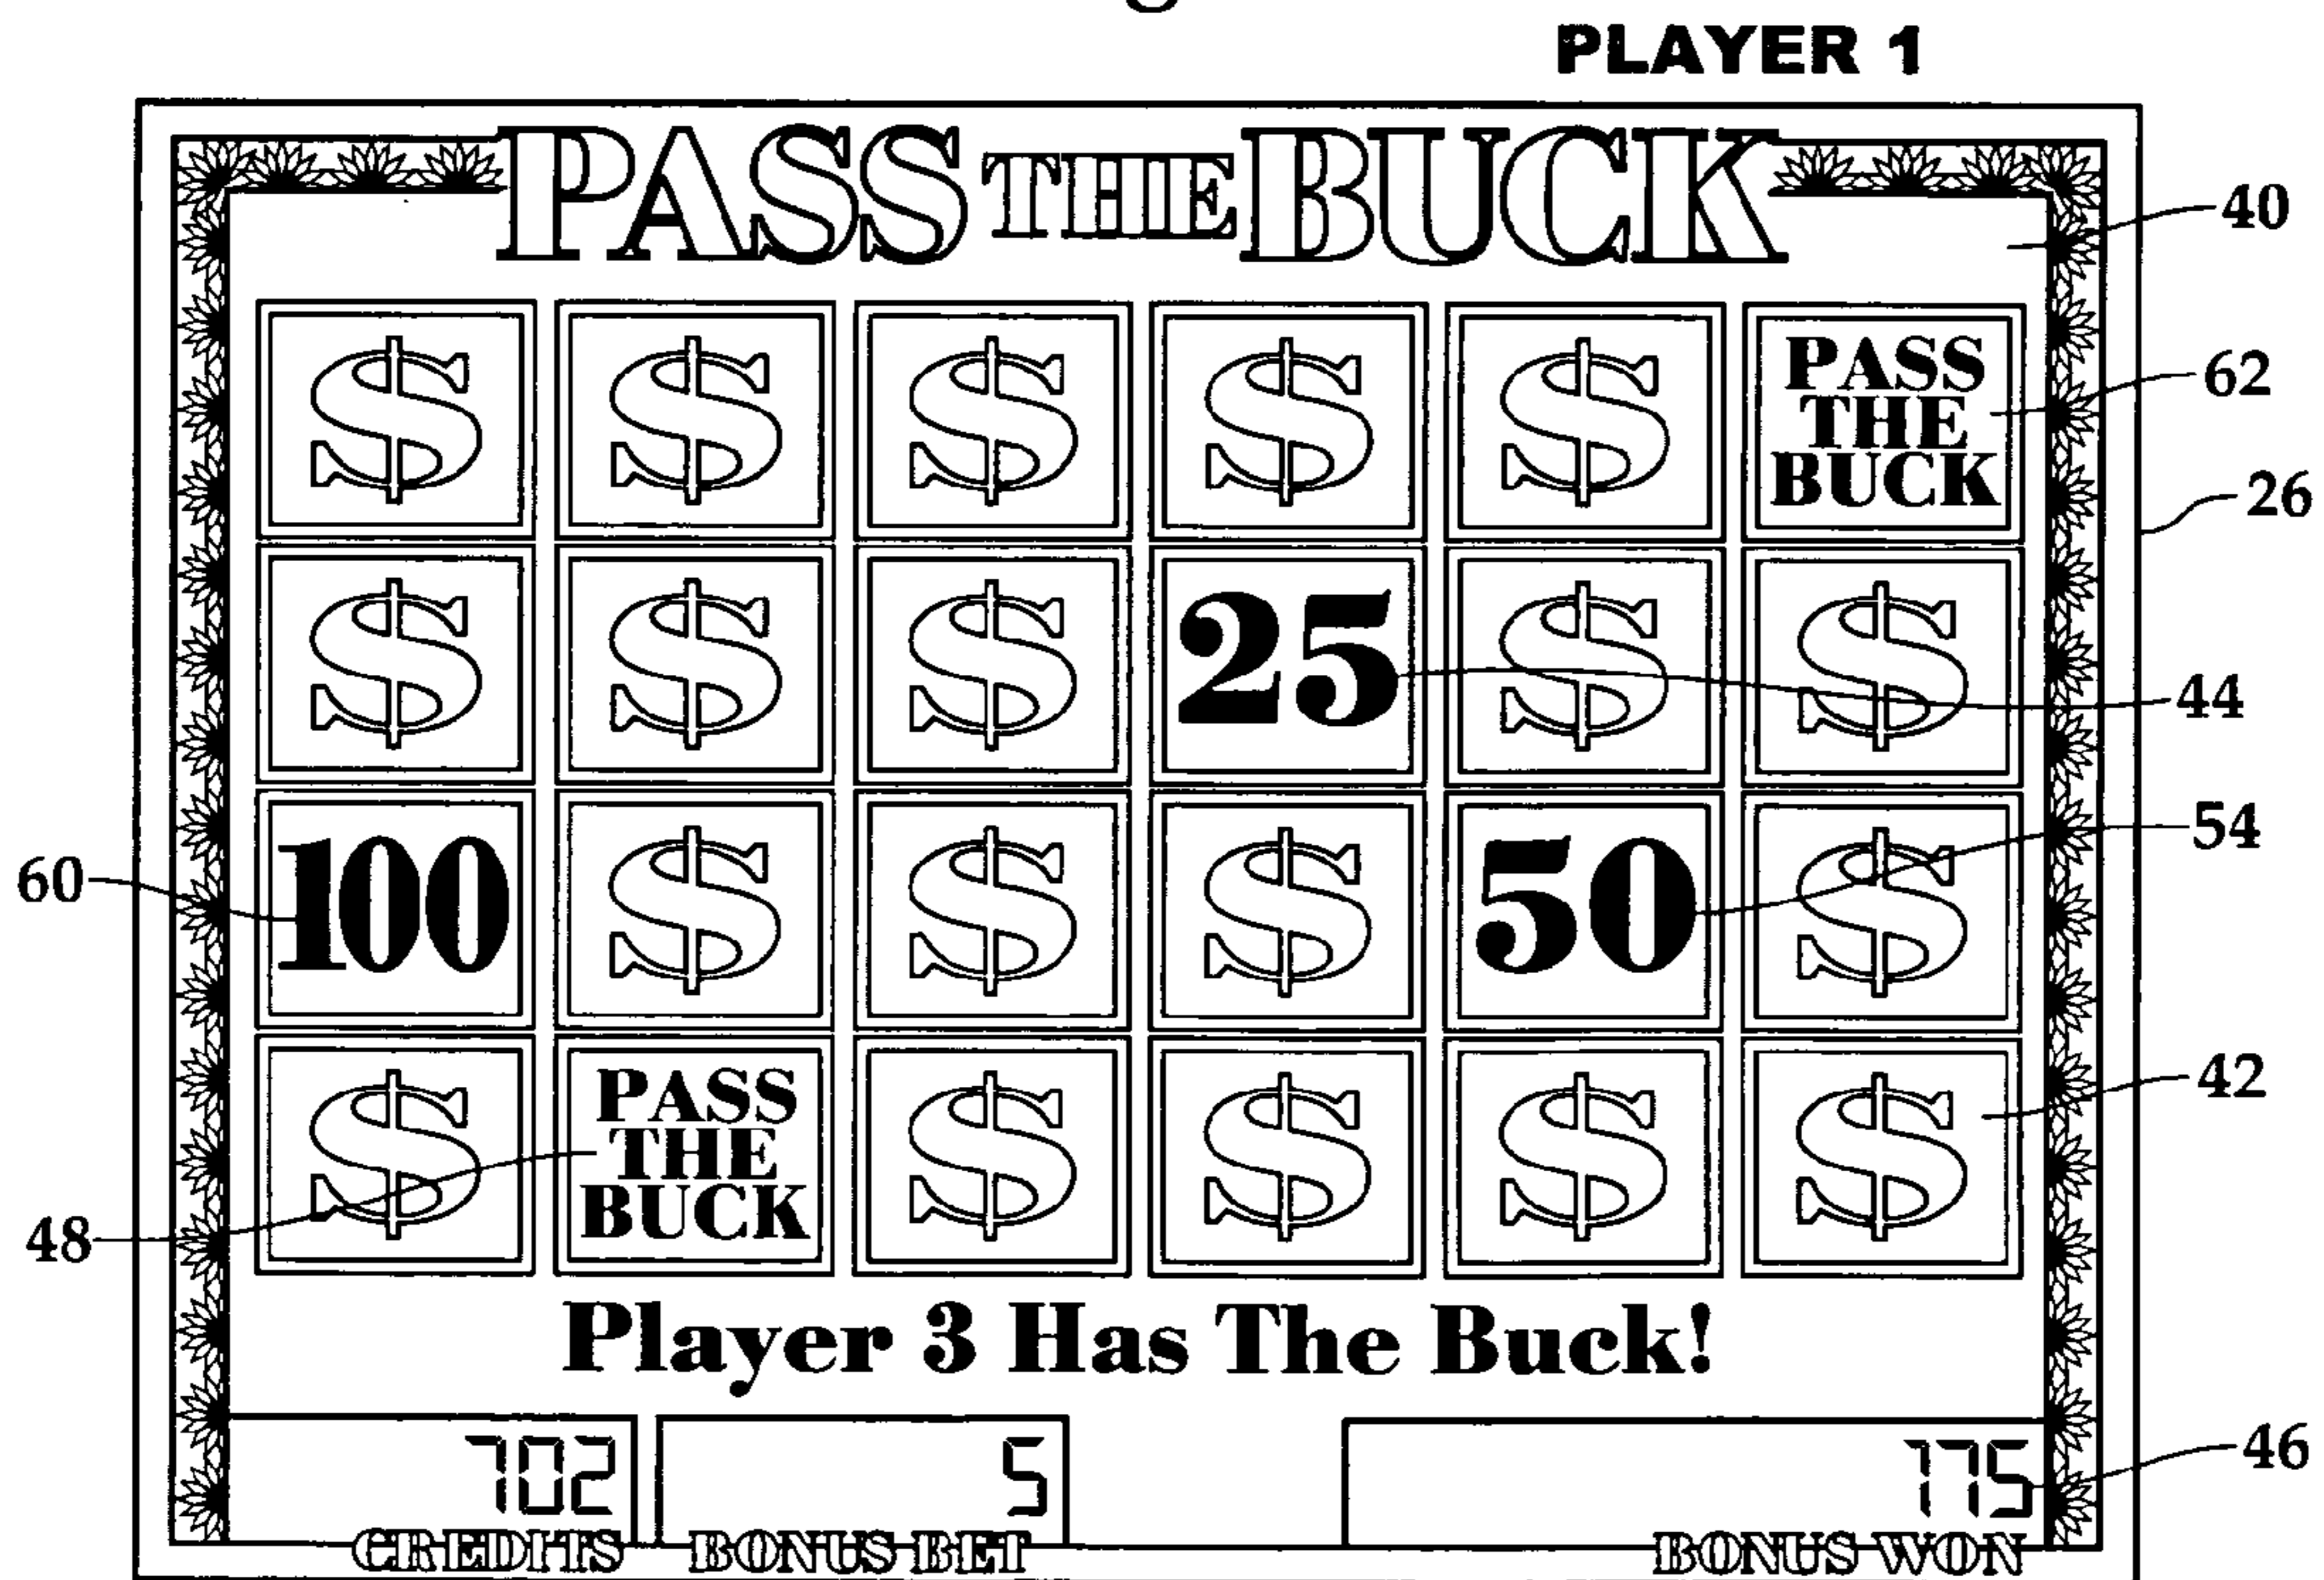 PLAYER 1
PASS THE BUCK
40
$ $ $ $ $ PASS THE BUCK
62
26
$ $ $ 25 $ $
44
54
60
100 $ $ $ 50 $
42
$ PASS THE BUCK $ $ $ $
48
Player 3 Has The Buck!
702 5 175
46
CREDITS BONUS BET BONUS WON